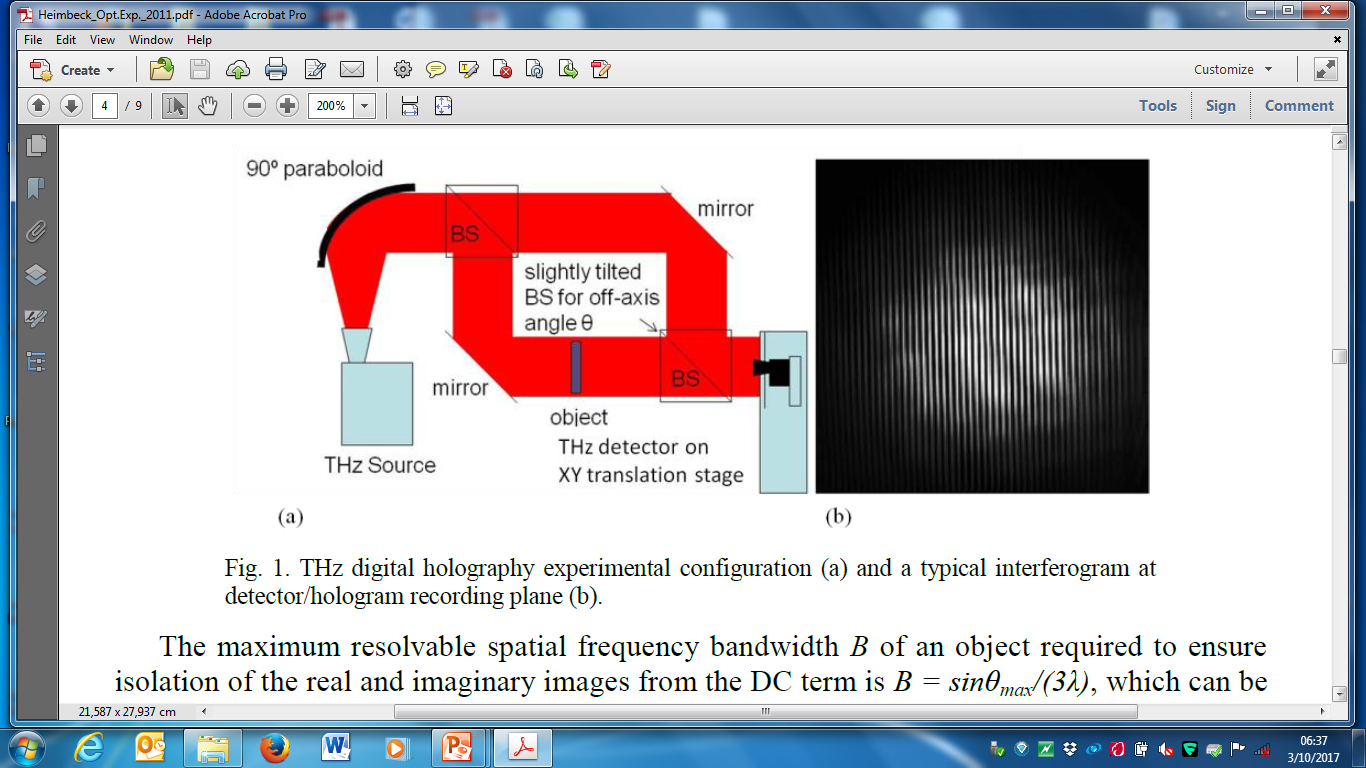 Heimbeck_Opt.Exp._2011.pdf - Adobe Acrobat Pro
File Edit View Window Help
Create
Customize
4 / 9
200%
Tools Sign Comment
90º paraboloid
BS
mirror
slightly tilted
BS for off-axis
angle θ
mirror
BS
object
THz detector on
XY translation stage
THz Source
(a)
(b)
Fig. 1. THz digital holography experimental configuration (a) and a typical interferogram at
detector/hologram recording plane (b).
The maximum resolvable spatial frequency bandwidth B of an object required to ensure
isolation of the real and imaginary images from the DC term is B = sinθmax/(3λ), which can be
21,587 x 27,937 cm
06:37
3/10/2017